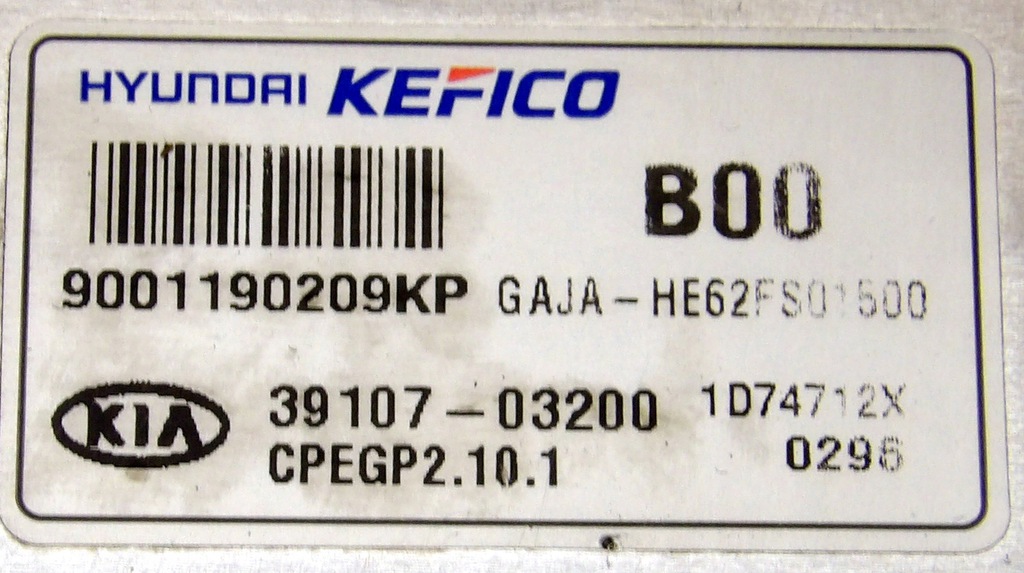 HYUNDAI KEFICO
B00
9001190209KP GAJA-HE62FS01500
KIA 39107-03200 1D74712X
CPEGP2.10.1 0296